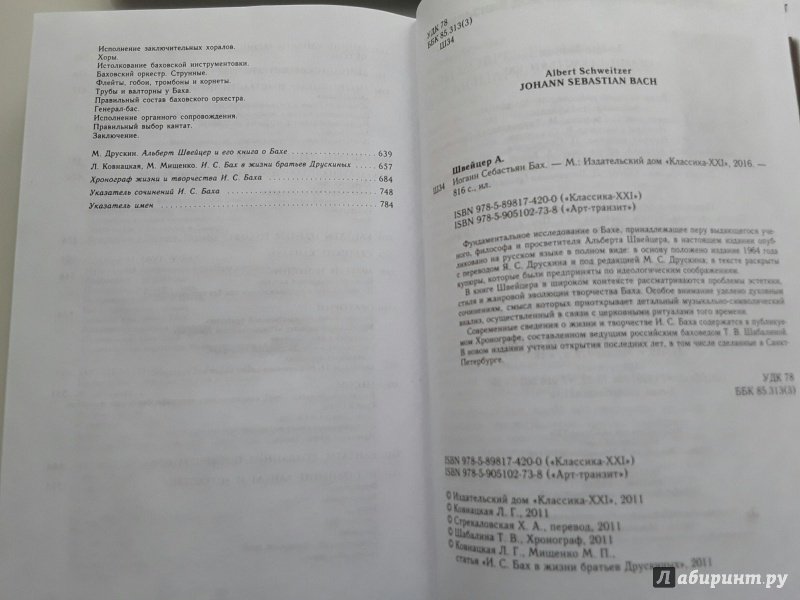 Исполнение заключительных хоралов.
Хоры.
Истолкование баховской инструментовки.
Баховский оркестр. Струнные.
Флейты, гобои, тромбоны и корнеты.
Трубы и валторны у Баха.
Правильный состав баховского оркестра.
Генерал-бас.
Исполнение органного сопровождения.
Правильный выбор кантат.
Заключение.
М. Друскин. Альберт Швейцер и его книга о Бахе 639
Л. Ковнацкая, М. Мищенко. И. С. Бах в жизни братьев Друскиных 657
Хронограф жизни и творчества И. С. Баха 684
Указатель сочинений И. С. Баха 748
Указатель имен 784
УДК 78
ББК 85.313(3)
Ш34
Albert Schweitzer
JOHANN SEBASTIAN BACH
Швейцер А.
Ш34 Иоганн Себастьян Бах. — М.: Издательский дом «Классика-XXI», 2016. —
816 с., ил.
ISBN 978-5-89817-420-0 («Классика-XXI»)
ISBN 978-5-905102-73-8 («Арт-транзит»)
Фундаментальное исследование о Бахе, принадлежащее перу выдающегося уче-
ного, философа и просветителя Альберта Швейцера, в настоящем издании опуб-
ликовано на русском языке в полном виде: в основу положено издание 1964 года
с переводом Я. С. Друскина и под редакцией М. С. Друскина; в тексте раскрыты
купюры, которые были предприняты по идеологическим соображениям.
В книге Швейцера в широком контексте рассматриваются проблемы эстетики,
стиля и жанровой эволюции творчества Баха. Особое внимание уделено духовным
сочинениям, смысл которых приоткрывает детальный музыкально-символический
анализ, осуществленный в связи с церковными ритуалами того времени.
Современные сведения о жизни и творчестве И. С. Баха содержатся в публикуе-
мом Хронографе, составленном ведущим российским баховедом Т. В. Шабалиной.
В новом издании учтены открытия последних лет, в том числе сделанные в Санкт-
Петербурге.
УДК 78
ББК 85.313(3)
ISBN 978-5-89817-420-0 («Классика-XXI»)
ISBN 978-5-905102-73-8 («Арт-транзит»)
© Издательский дом «Классика-XXI», 2011
© Ковнацкая Л. Г., 2011
© Стрекаловская Х. А., перевод, 2011
© Шабалина Т. В., Хронограф, 2011
© Ковнацкая Л. Г., Мищенко М. П.,
статья «И. С. Бах в жизни братьев Друскиных», 2011
Лабиринт.ру